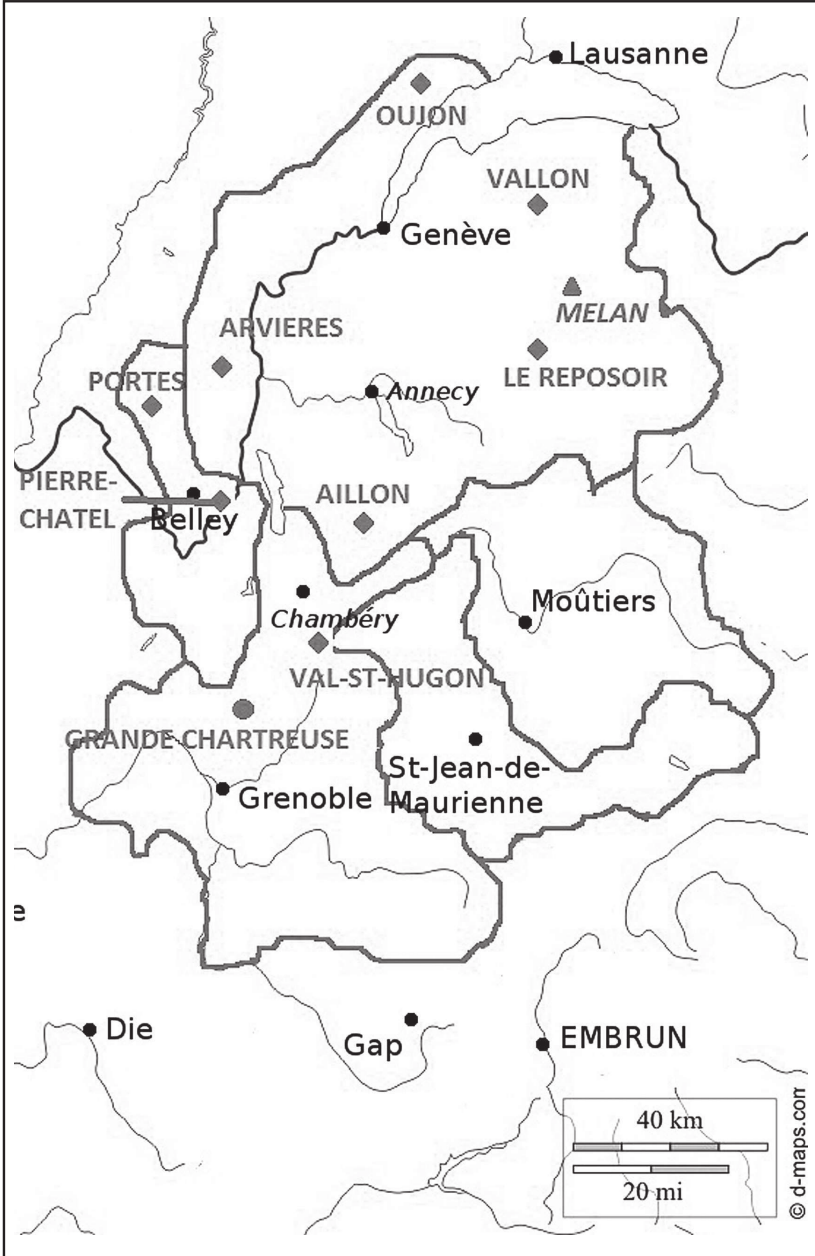 Lausanne
OUJON
VALLON
Genève
MELAN
ARVIERES
LE REPOSOIR
PORTES
Annecy
PIERRE-
CHATEL
AILLON
Belley
Moûtiers
Chambéry
VAL-ST-HUGON
GRANDE CHARTREUSE
St-Jean-de-
Maurienne
Grenoble
e
Die
Gap
EMBRUN
40 km
20 mi
© d-maps.com